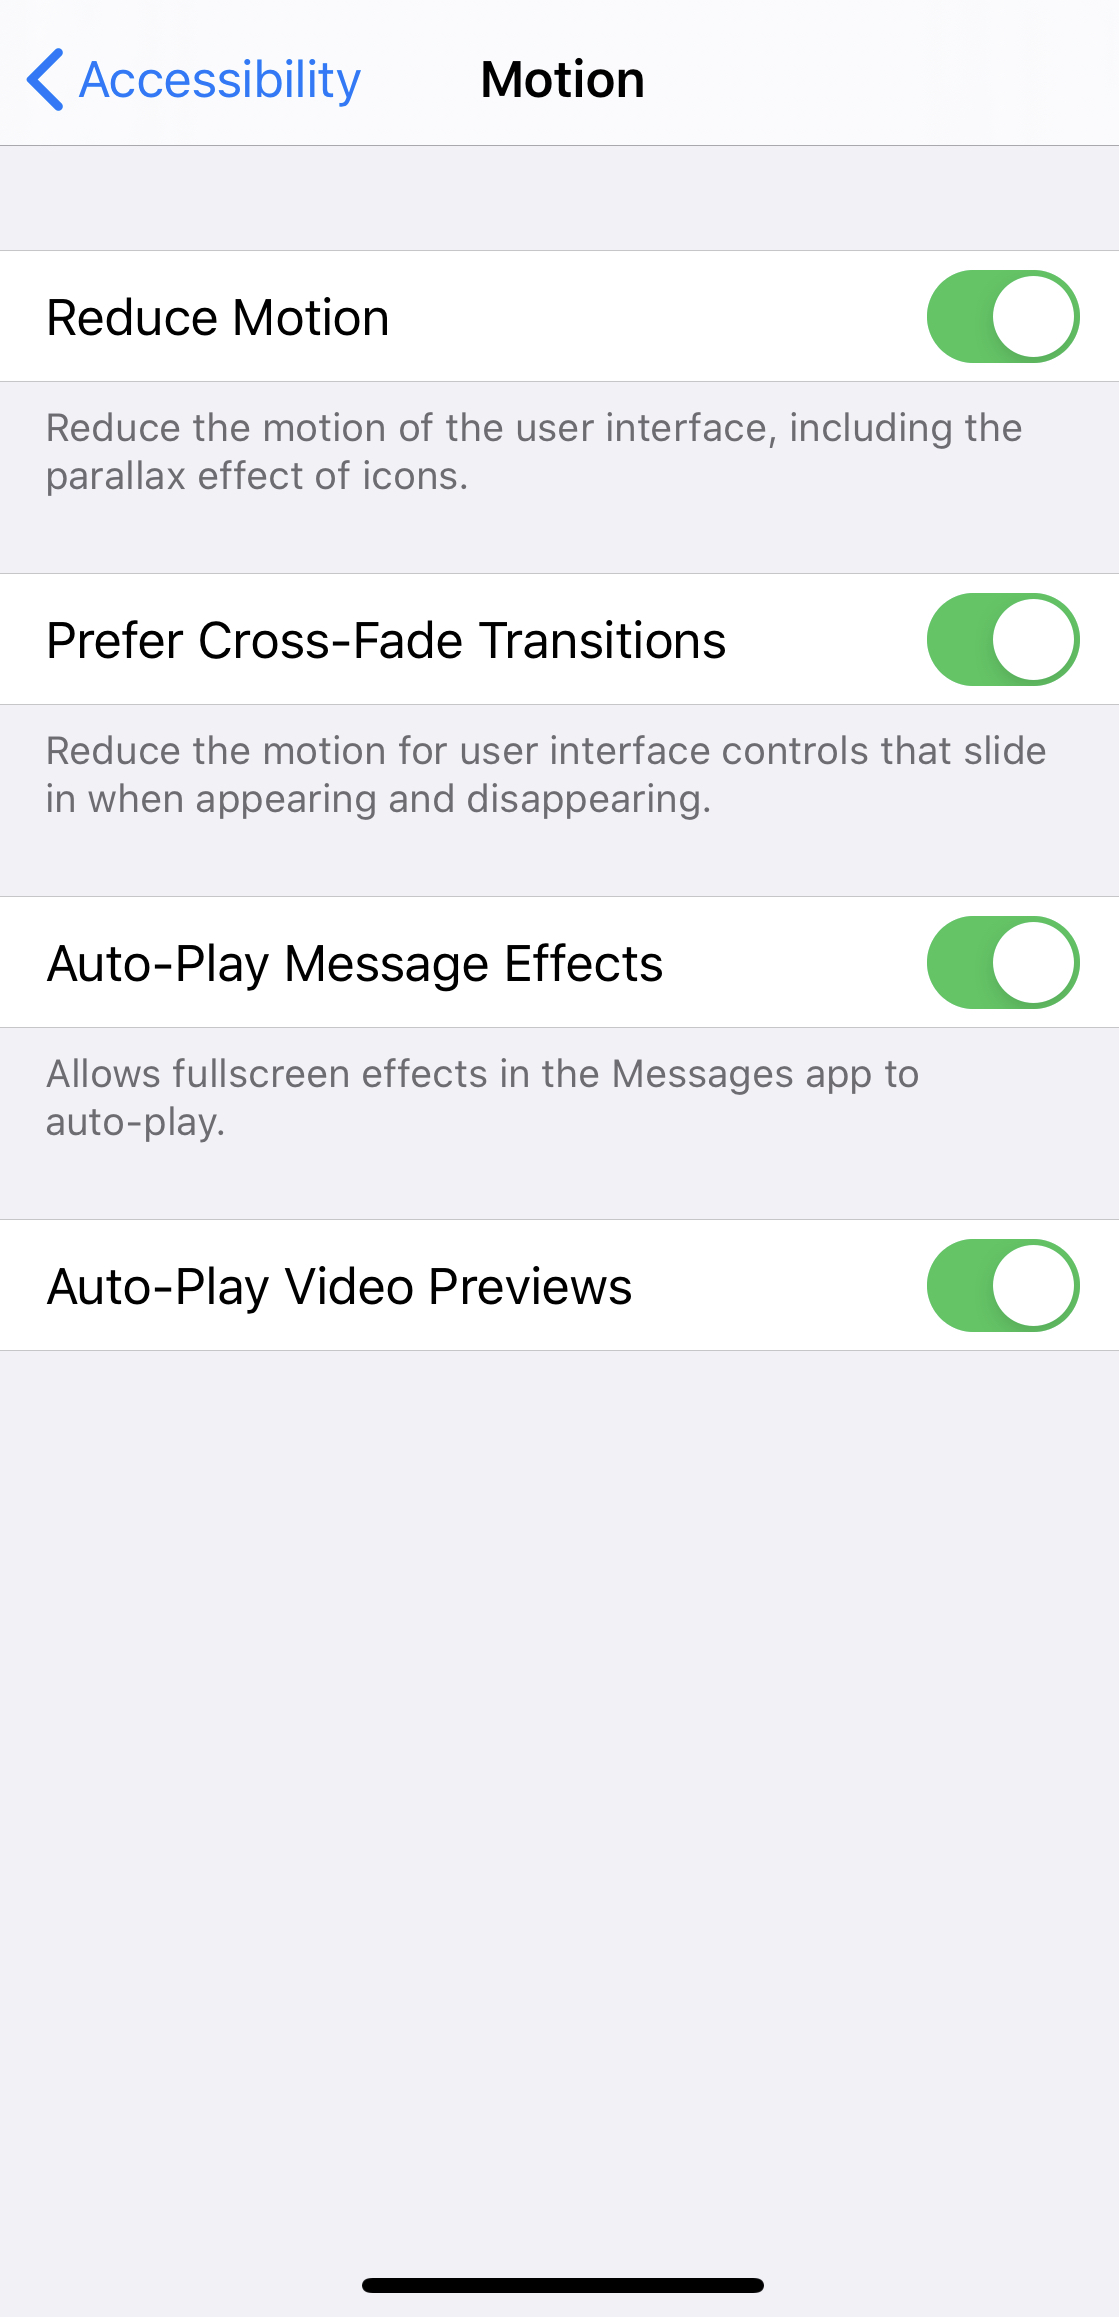 Accessibility
Motion
Reduce Motion
Reduce the motion of the user interface, including the
parallax effect of icons.
Prefer Cross-Fade Transitions
Reduce the motion for user interface controls that slide
in when appearing and disappearing.
Auto-Play Message Effects
Allows fullscreen effects in the Messages app to
auto-play.
Auto-Play Video Previews